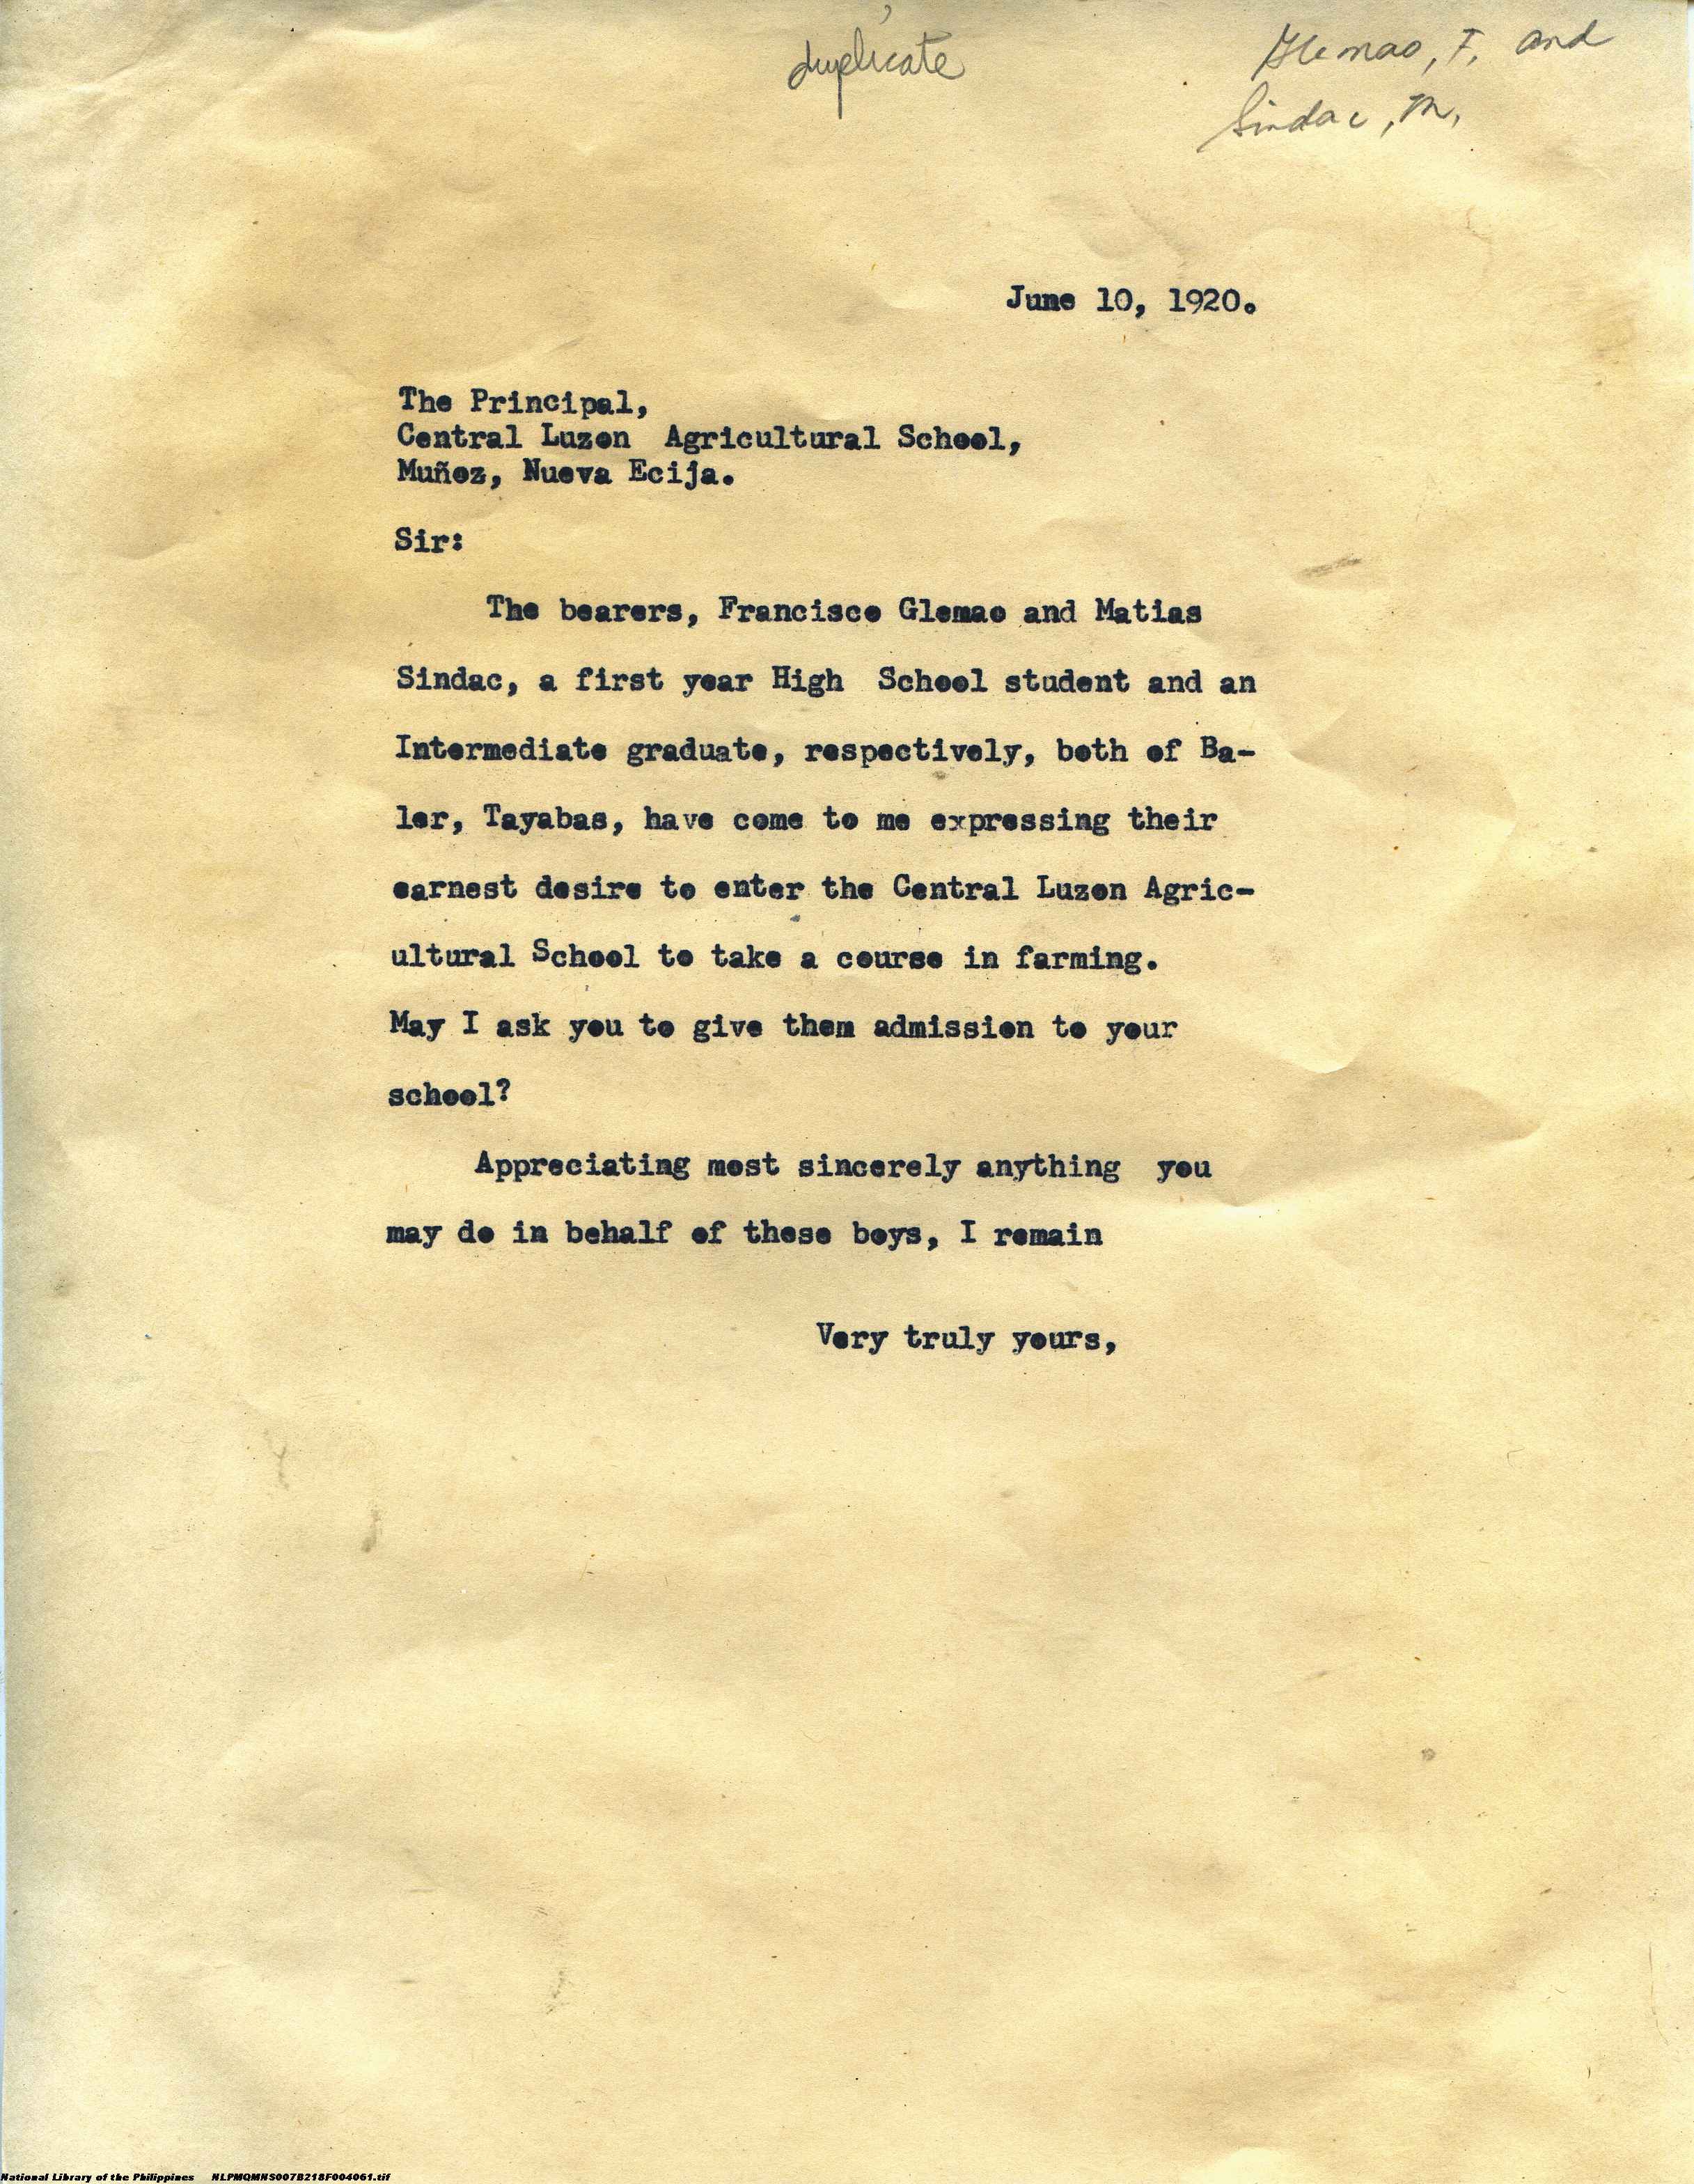 duplicate
Glemao, F. and
Sindac, M.
June 10, 1920.
The Principal,
Central Luzon Agricultural School,
Muñoz, Nueva Ecija.
Sir:
The bearers, Francisco Glemao and Matias
Sindac, a first year High School student and an
Intermediate graduate, respectively, both of Ba-
ler, Tayabas, have come to me expressing their
earnest desire to enter the Central Luzon Agric-
ultural School to take a course in farming.
May I ask you to give them admission to your
school?
Appreciating most sincerely anything you
may do in behalf of these boys, I remain
Very truly yours,
National Library of the Philippines NLPMQMNS007B218F004061.tif